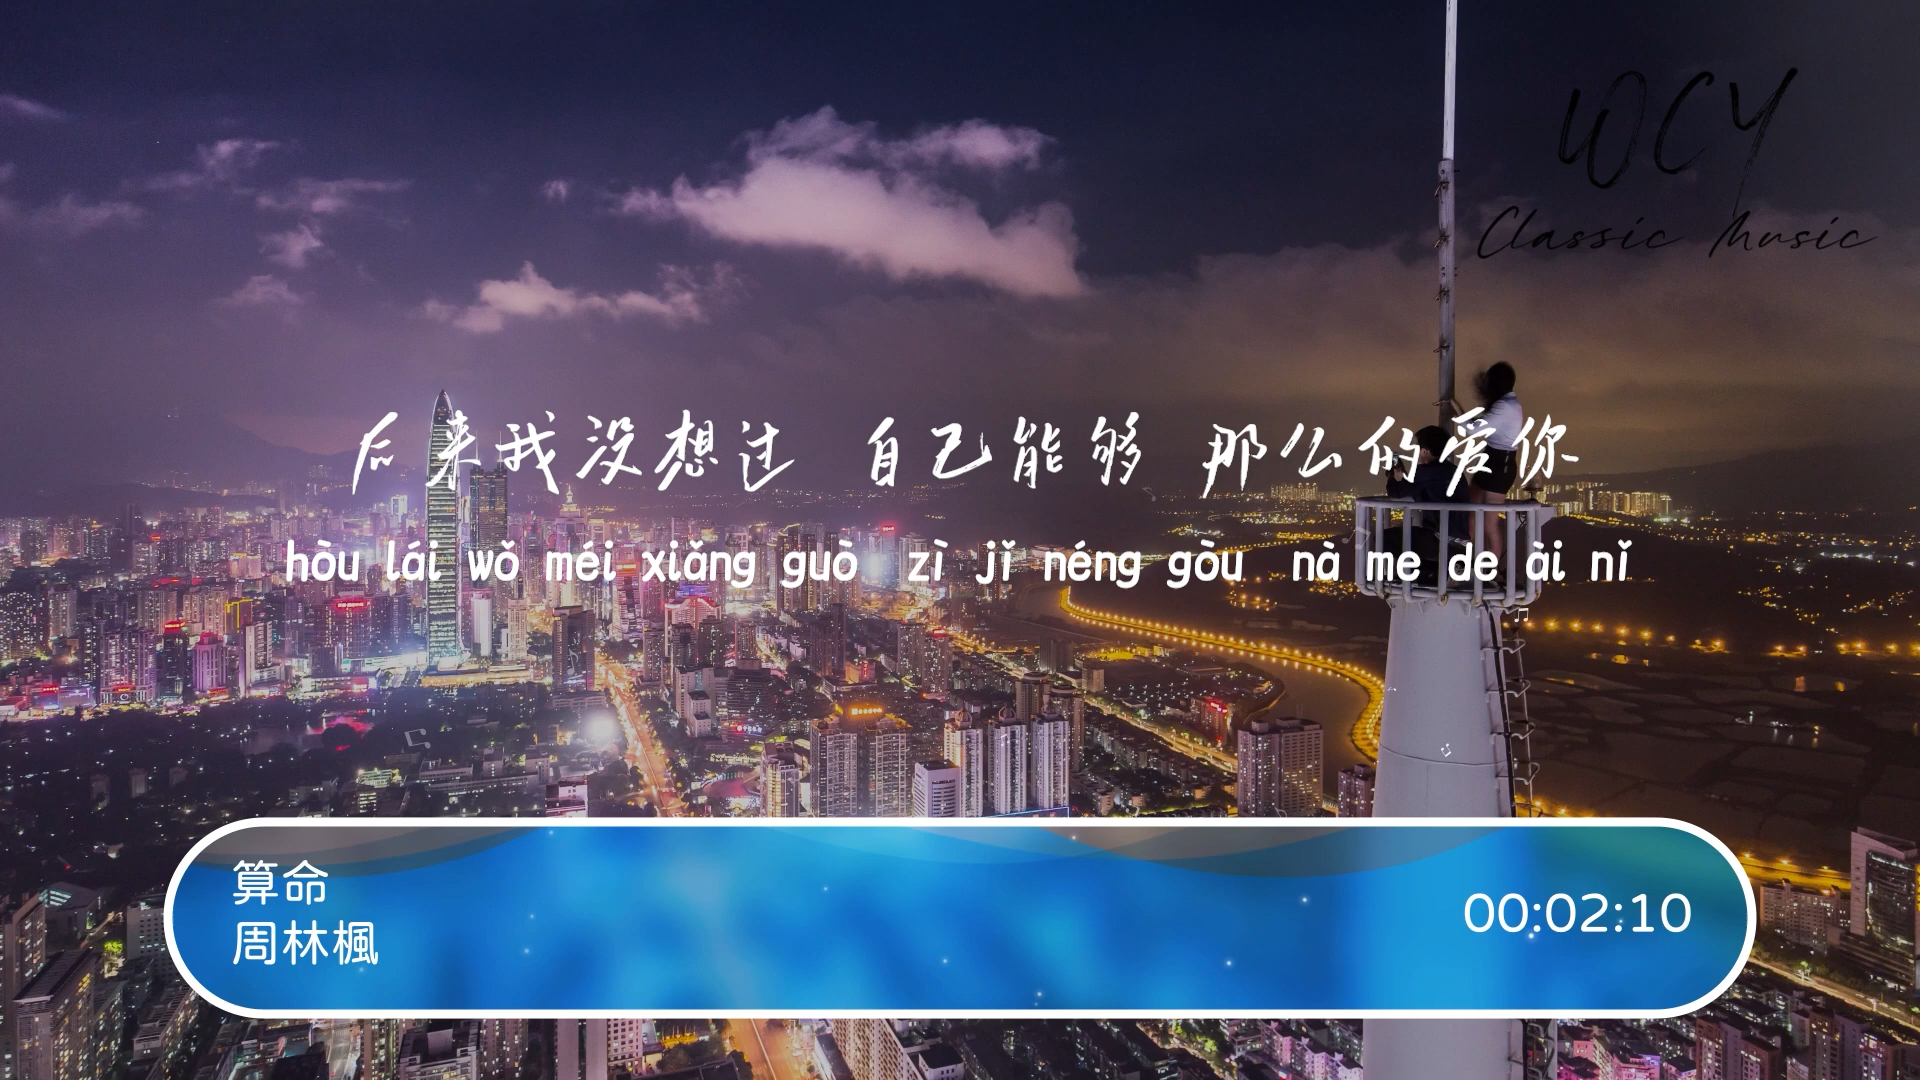 WCY
Classic Music
后来我没想过 自己能够 那么的爱你
hòu lái wǒ méi xiǎng guò zì jǐ néng gòu nà me de ài nǐ
算命
周林楓
00:02:10